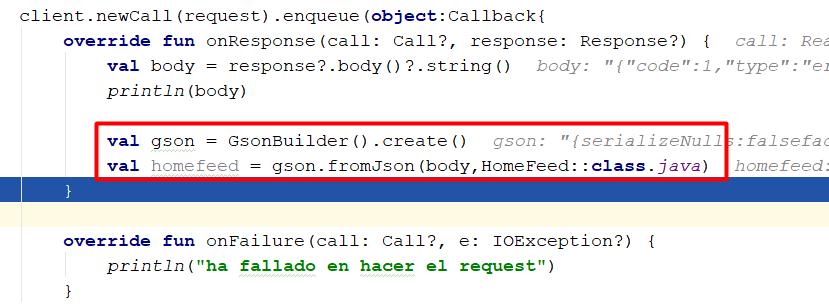 client.newCall(request).enqueue(object:Callback{
override fun onResponse(call: Call?, response: Response?) { call: Rea
val body = response?.body()?.string() body: "{"code":1,"type":"er
println(body)
val gson = GsonBuilder().create() gson: "{serializeNulls:falsefac
val homefeed = gson.fromJson(body,HomeFeed::class.java) homefeed:
}
override fun onFailure(call: Call?, e: IOException?) {
println("ha fallado en hacer el request")
}